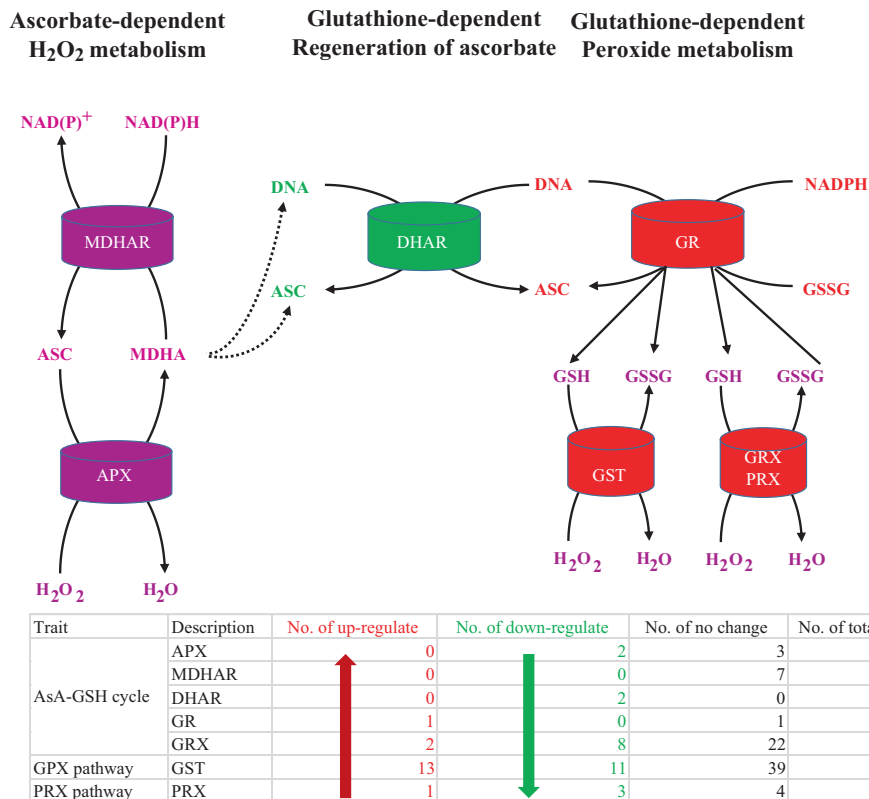 Ascorbate-dependent
H₂O₂ metabolism
Glutathione-dependent
Regeneration of ascorbate
Glutathione-dependent
Peroxide metabolism
NAD(P)⁺ NAD(P)H
MDHAR
ASC MDHA
APX
H₂O₂ H₂O
DNA
ASC
DHAR
DNA
ASC
GR
NADPH
GSSG
GSH GSSG GSH GSSG
GST
GRX
PRX
H₂O₂ H₂O H₂O₂ H₂O
Trait Description No. of up-regulate No. of down-regulate No. of no change No. of tota
APX 0 2 3
MDHAR 0 0 7
AsA-GSH cycle DHAR 0 2 0
GR 1 0 1
GRX 2 8 22
GPX pathway GST 13 11 39
PRX pathway PRX 1 3 4